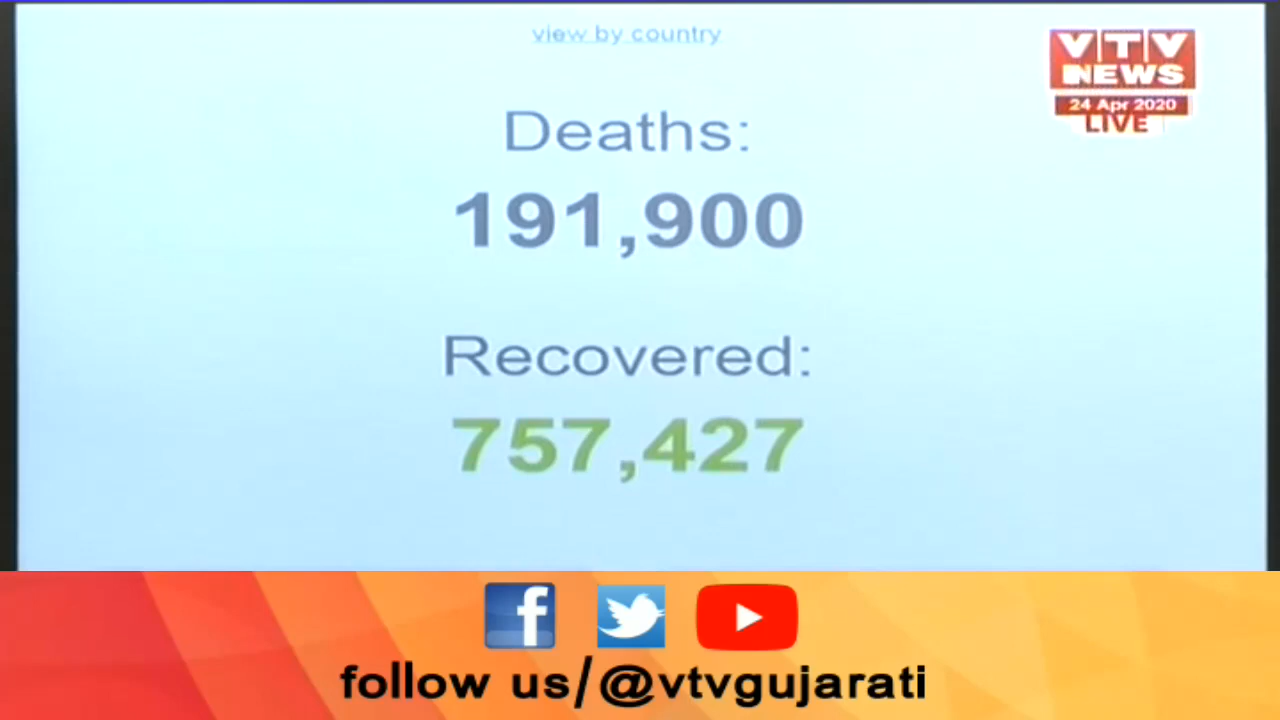 view by country
VTV
NEWS
24 Apr 2020
LIVE
Deaths:
191,900
Recovered:
757,427
f
follow us/@vtvgujarati